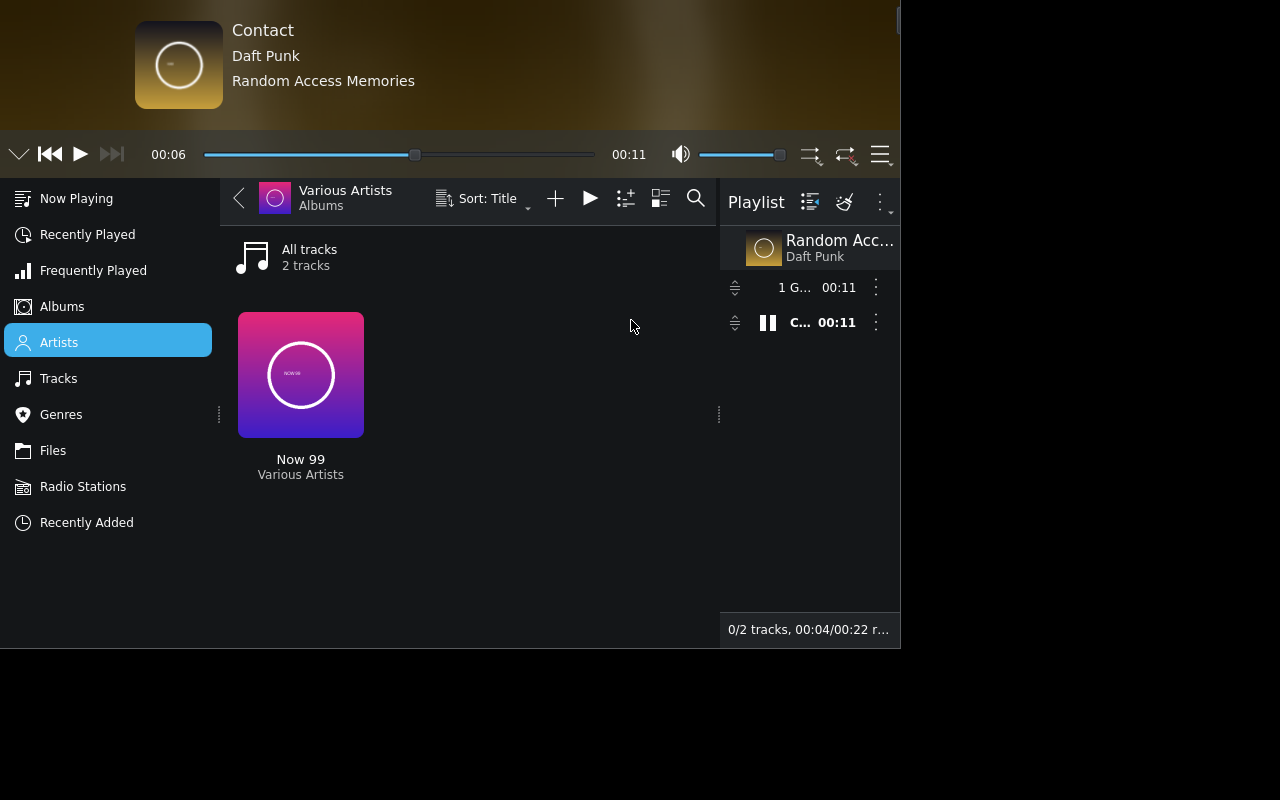 Contact
Daft Punk
Random Access Memories
00:06
00:11
Now Playing
Recently Played
Frequently Played
Albums
Artists
Tracks
Genres
Files
Radio Stations
Recently Added
Various Artists
Albums
Sort: Title
All tracks
2 tracks
NOW 99
Now 99
Various Artists
Playlist
Random Acc...
Daft Punk
1 G... 00:11
C... 00:11
0/2 tracks, 00:04/00:22 r...